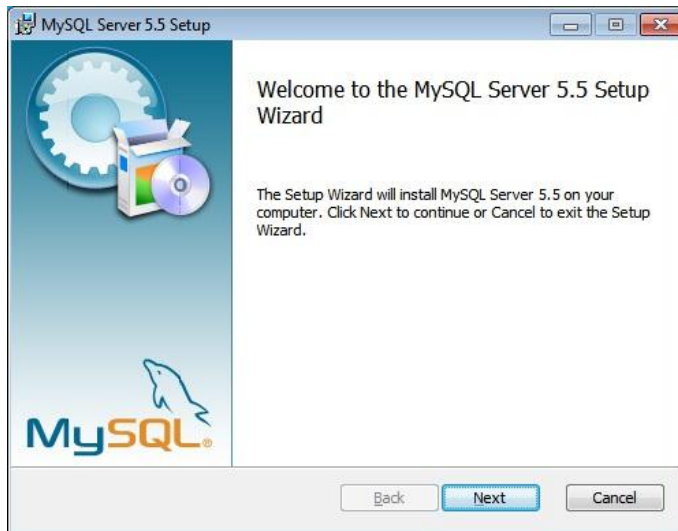 MySQL Server 5.5 Setup
Welcome to the MySQL Server 5.5 Setup
Wizard
The Setup Wizard will install MySQL Server 5.5 on your
computer. Click Next to continue or Cancel to exit the Setup
Wizard.
MySQL®
Back Next Cancel